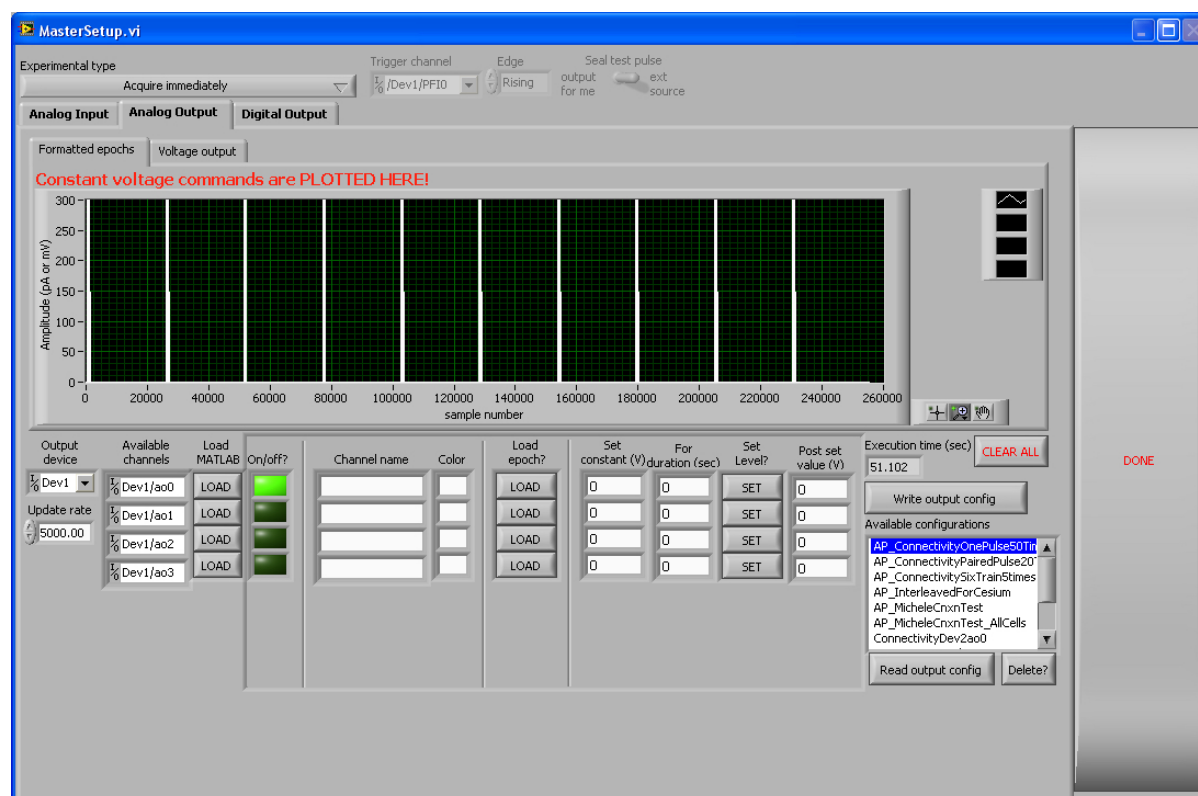 MasterSetup.vi
Experimental type
Acquire immediately
Trigger channel
/Dev1/PFI0
Edge
Rising
Seal test pulse
output for me
ext source
Analog Input
Analog Output
Digital Output
Formatted epochs
Voltage output
Constant voltage commands are PLOTTED HERE!
Amplitude (pA or mV)
300
250
200
150
100
50
0
0 20000 40000 60000 80000 100000 120000 140000 160000 180000 200000 220000 240000 260000
sample number
Output device
Dev1
Update rate
5000.00
Available channels
Dev1/ao0
Dev1/ao1
Dev1/ao2
Dev1/ao3
Load MATLAB
LOAD
LOAD
LOAD
LOAD
On/off?
Channel name
Color
Load epoch?
LOAD
LOAD
LOAD
LOAD
Set constant (V)
0
0
0
0
For duration (sec)
0
0
0
0
Set Level?
SET
SET
SET
SET
Post set value (V)
0
0
0
0
Execution time (sec)
51.102
CLEAR ALL
Write output config
Available configurations
AP_ConnectivityOnePulse50Tin
AP_ConnectivityPairedPulse20
AP_ConnectivitySixTrain5times
AP_InterleavedForCesium
AP_MicheleCnxnTest
AP_MicheleCnxnTest_AllCells
ConnectivityDev2ao0
Read output config
Delete?
DONE